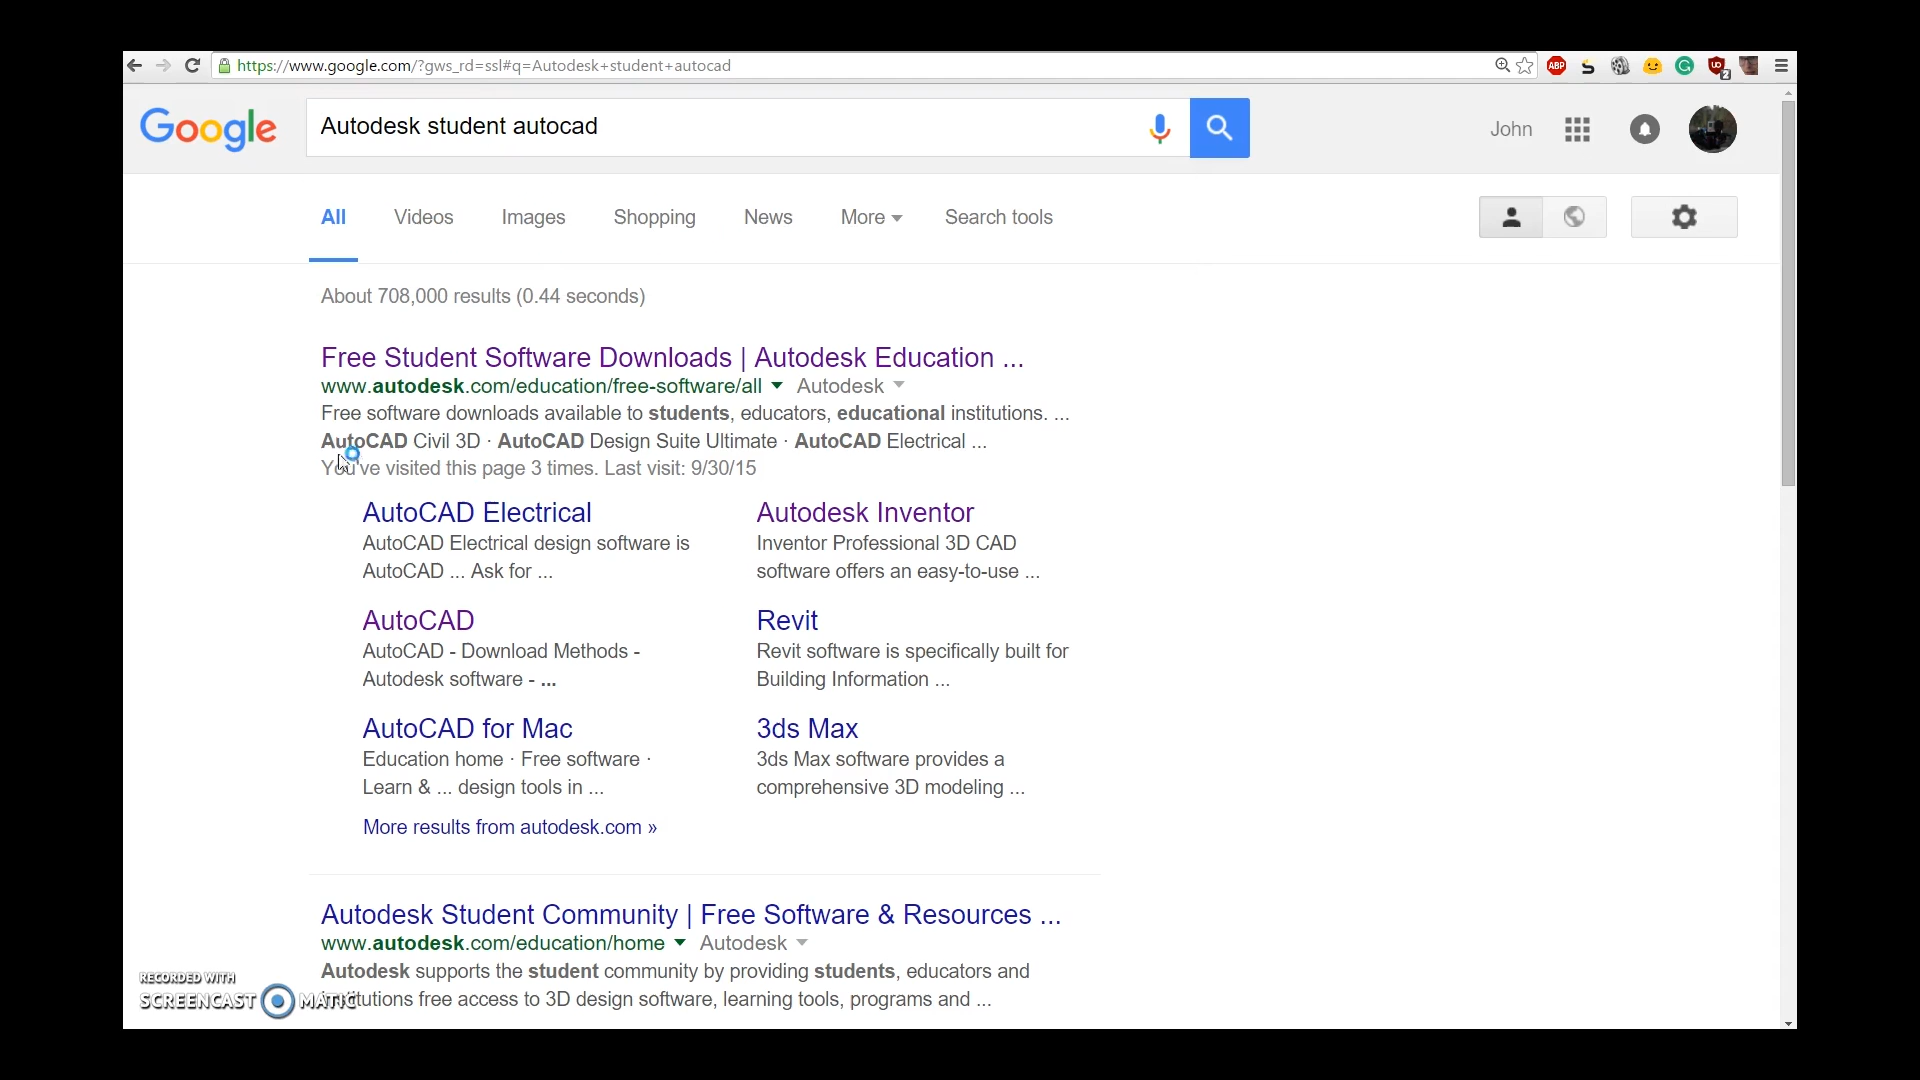 https://www.google.com/?gws_rd=ssl#q=Autodesk+student+autocad
ABP
2
Google
Autodesk student autocad
John
All Videos Images Shopping News More Search tools
About 708,000 results (0.44 seconds)
Free Student Software Downloads | Autodesk Education ...
www.autodesk.com/education/free-software/all Autodesk
Free software downloads available to students, educators, educational institutions. ...
AutoCAD Civil 3D · AutoCAD Design Suite Ultimate · AutoCAD Electrical ...
You've visited this page 3 times. Last visit: 9/30/15
AutoCAD Electrical
AutoCAD Electrical design software is
AutoCAD ... Ask for ...
Autodesk Inventor
Inventor Professional 3D CAD
software offers an easy-to-use ...
AutoCAD
AutoCAD - Download Methods -
Autodesk software - ...
Revit
Revit software is specifically built for
Building Information ...
AutoCAD for Mac
Education home · Free software ·
Learn & ... design tools in ...
3ds Max
3ds Max software provides a
comprehensive 3D modeling ...
More results from autodesk.com »
Autodesk Student Community | Free Software & Resources ...
www.autodesk.com/education/home Autodesk
Autodesk supports the student community by providing students, educators and
free access to 3D design software, learning tools, programs and ...
RECORDED WITH
SCREENCAST MATIC